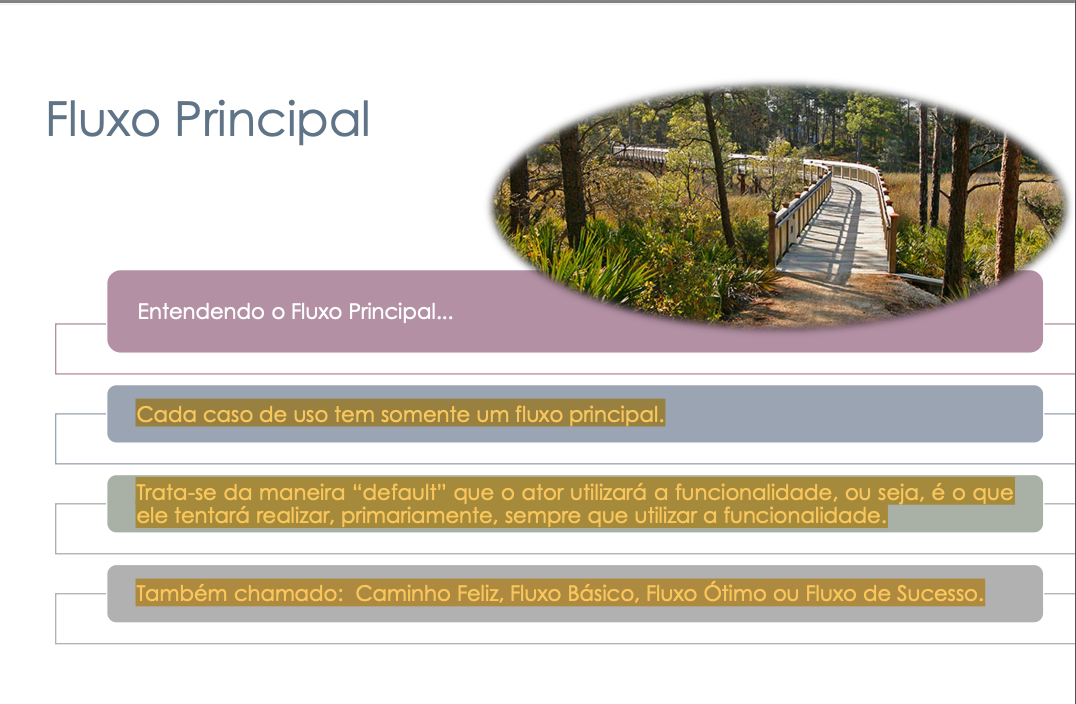 Fluxo Principal
Entendendo o Fluxo Principal...
Cada caso de uso tem somente um fluxo principal.
Trata-se da maneira “default” que o ator utilizará a funcionalidade, ou seja, é o que
ele tentará realizar, primariamente, sempre que utilizar a funcionalidade.
Também chamado:  Caminho Feliz, Fluxo Básico, Fluxo Ótimo ou Fluxo de Sucesso.